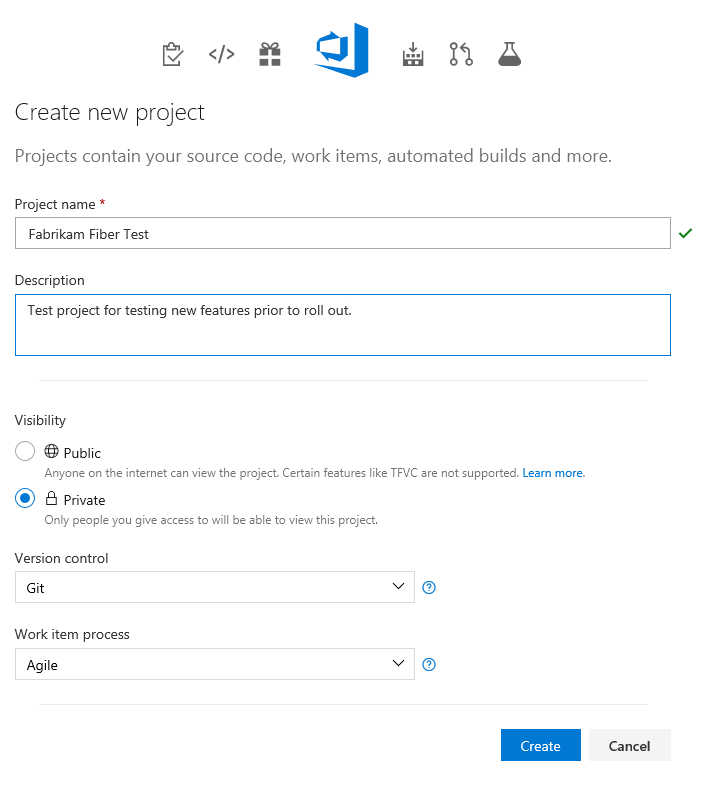 Create new project
Projects contain your source code, work items, automated builds and more.
Project name *
Fabrikam Fiber Test
Description
Test project for testing new features prior to roll out.
Visibility
Public
Anyone on the internet can view the project. Certain features like TFVC are not supported. Learn more.
Private
Only people you give access to will be able to view this project.
Version control
Git
?
Work item process
Agile
?
Create Cancel